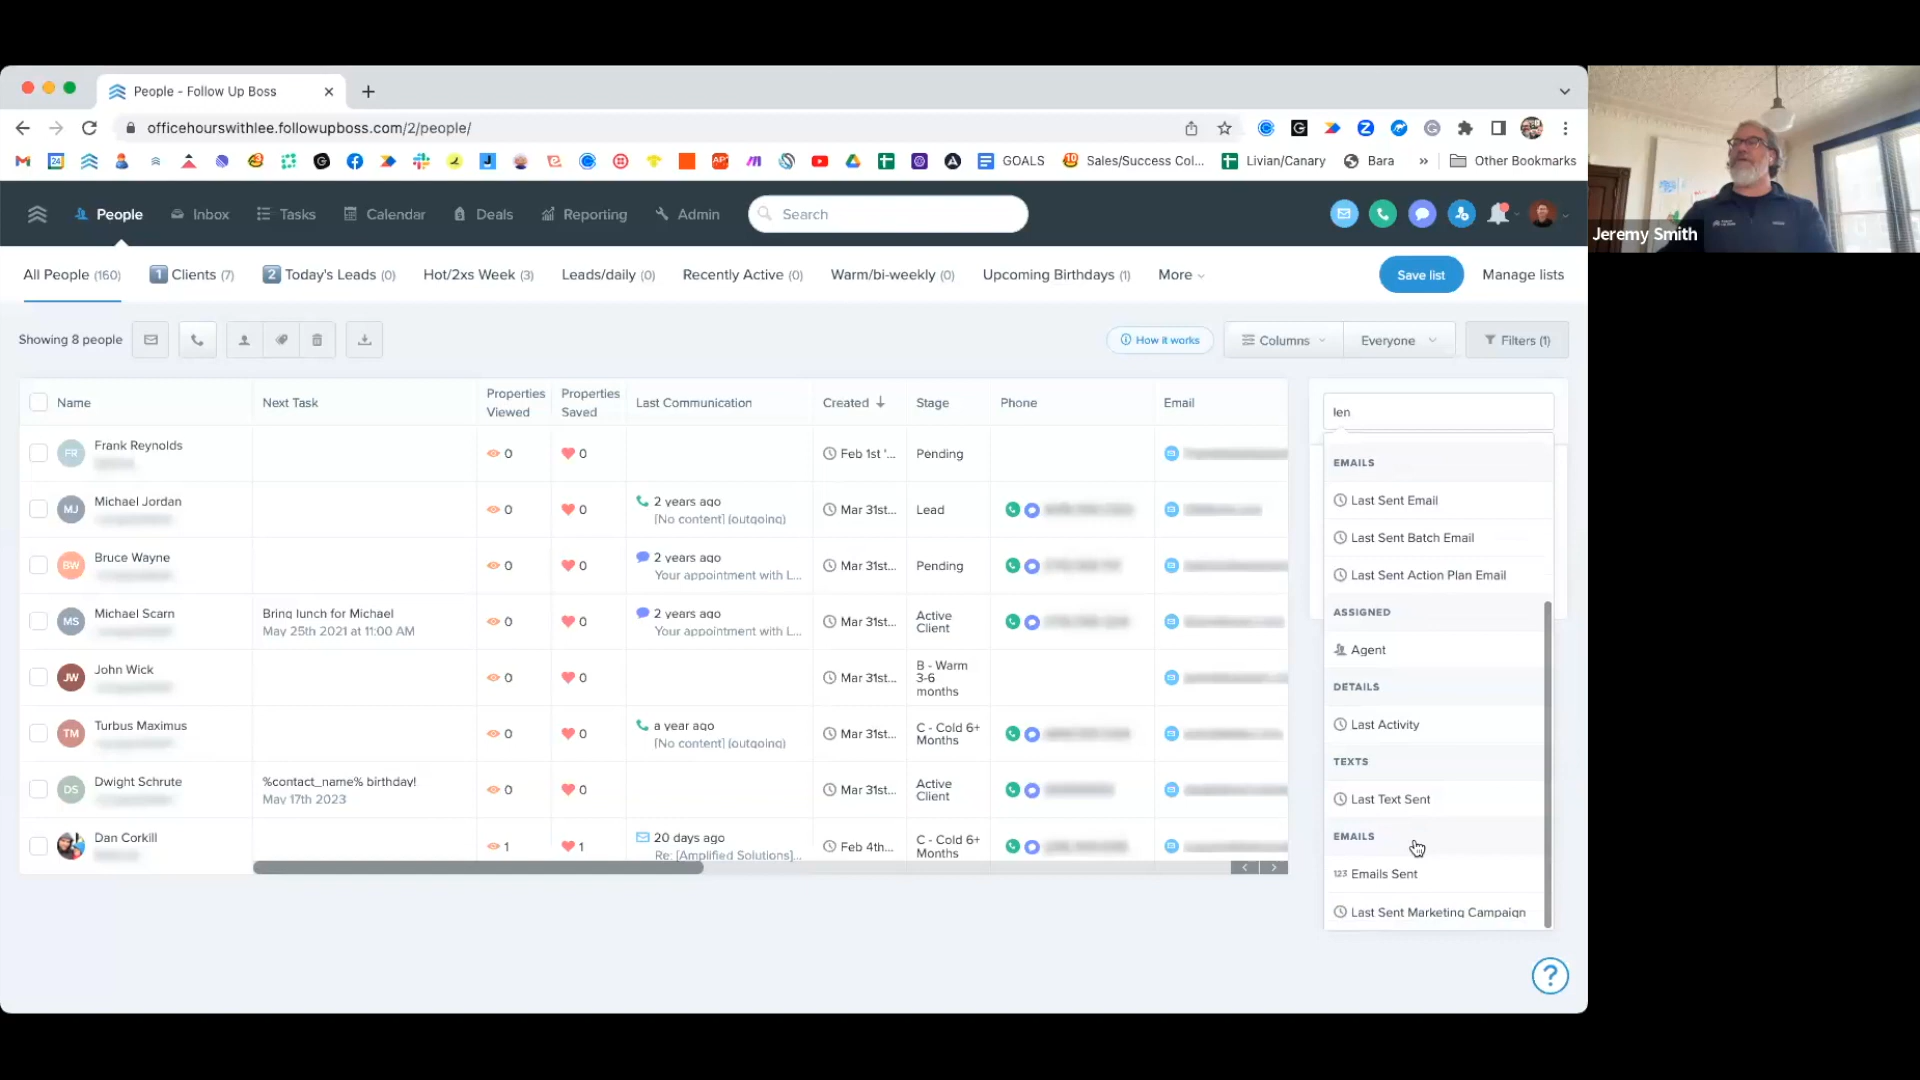 People - Follow Up Boss
officehourswithlee.followupboss.com/2/people/
GOALS
Sales/Success Col...
Livian/Canary
Bara
»
Other Bookmarks
People
Inbox
Tasks
Calendar
Deals
Reporting
Admin
Search
Jeremy Smith
All People (160)
1 Clients (7)
2 Today's Leads (0)
Hot/2xs Week (3)
Leads/daily (0)
Recently Active (0)
Warm/bi-weekly (0)
Upcoming Birthdays (1)
More
Save list
Manage lists
Showing 8 people
How it works
Columns
Everyone
Filters (1)
Name
Next Task
Properties Viewed
Properties Saved
Last Communication
Created
Stage
Phone
Email
FR Frank Reynolds
0
0
Feb 1st '...
Pending
MJ Michael Jordan
0
0
2 years ago
[No content] (outgoing)
Mar 31st...
Lead
BW Bruce Wayne
0
0
2 years ago
Your appointment with L...
Mar 31st...
Pending
MS Michael Scarn
Bring lunch for Michael
May 25th 2021 at 11:00 AM
0
0
2 years ago
Your appointment with L...
Mar 31st...
Active Client
JW John Wick
0
0
Mar 31st...
B - Warm 3-6 months
TM Turbus Maximus
0
0
a year ago
[No content] (outgoing)
Mar 31st...
C - Cold 6+ Months
DS Dwight Schrute
%contact_name% birthday!
May 17th 2023
0
0
Mar 31st...
Active Client
Dan Corkill
1
1
20 days ago
Re: [Amplified Solutions]...
Feb 4th...
C - Cold 6+ Months
len
EMAILS
Last Sent Email
Last Sent Batch Email
Last Sent Action Plan Email
ASSIGNED
Agent
DETAILS
Last Activity
TEXTS
Last Text Sent
EMAILS
123 Emails Sent
Last Sent Marketing Campaign
?